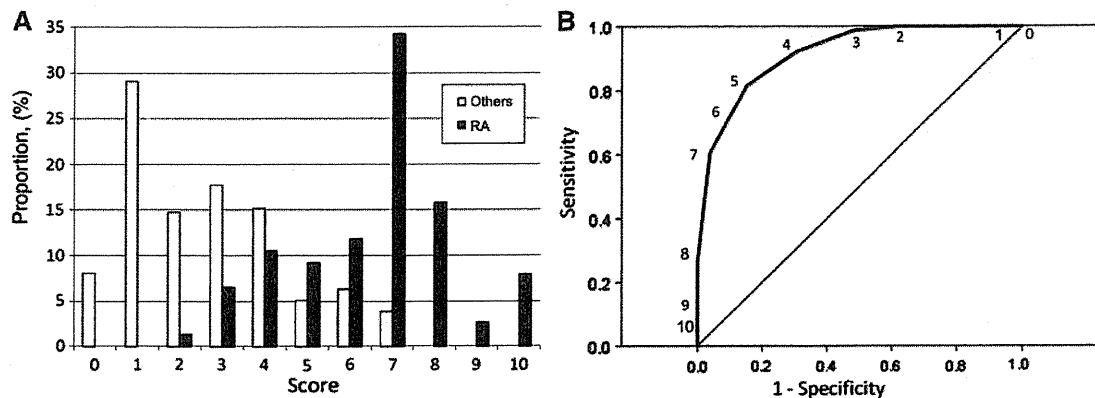 A
Proportion, (%)
35
30
25
20
15
10
5
0
Others
RA
0 1 2 3 4 5 6 7 8 9 10
Score
B
Sensitivity
1.0
0.8
0.6
0.4
0.2
0.0
4 3 2 1 0
5
6
7
8
9
10
0.0 0.2 0.4 0.6 0.8 1.0
1 - Specificity